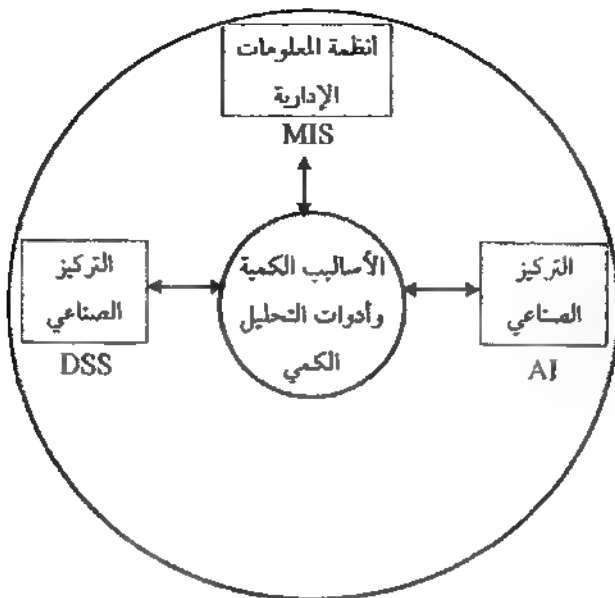 أنظمة المعلومات
الإدارية
MIS
التركيز
الصناعي
AI
الأساليب الكمية
وأدوات التحليل
الكمي
التركيز
الصناعي
DSS